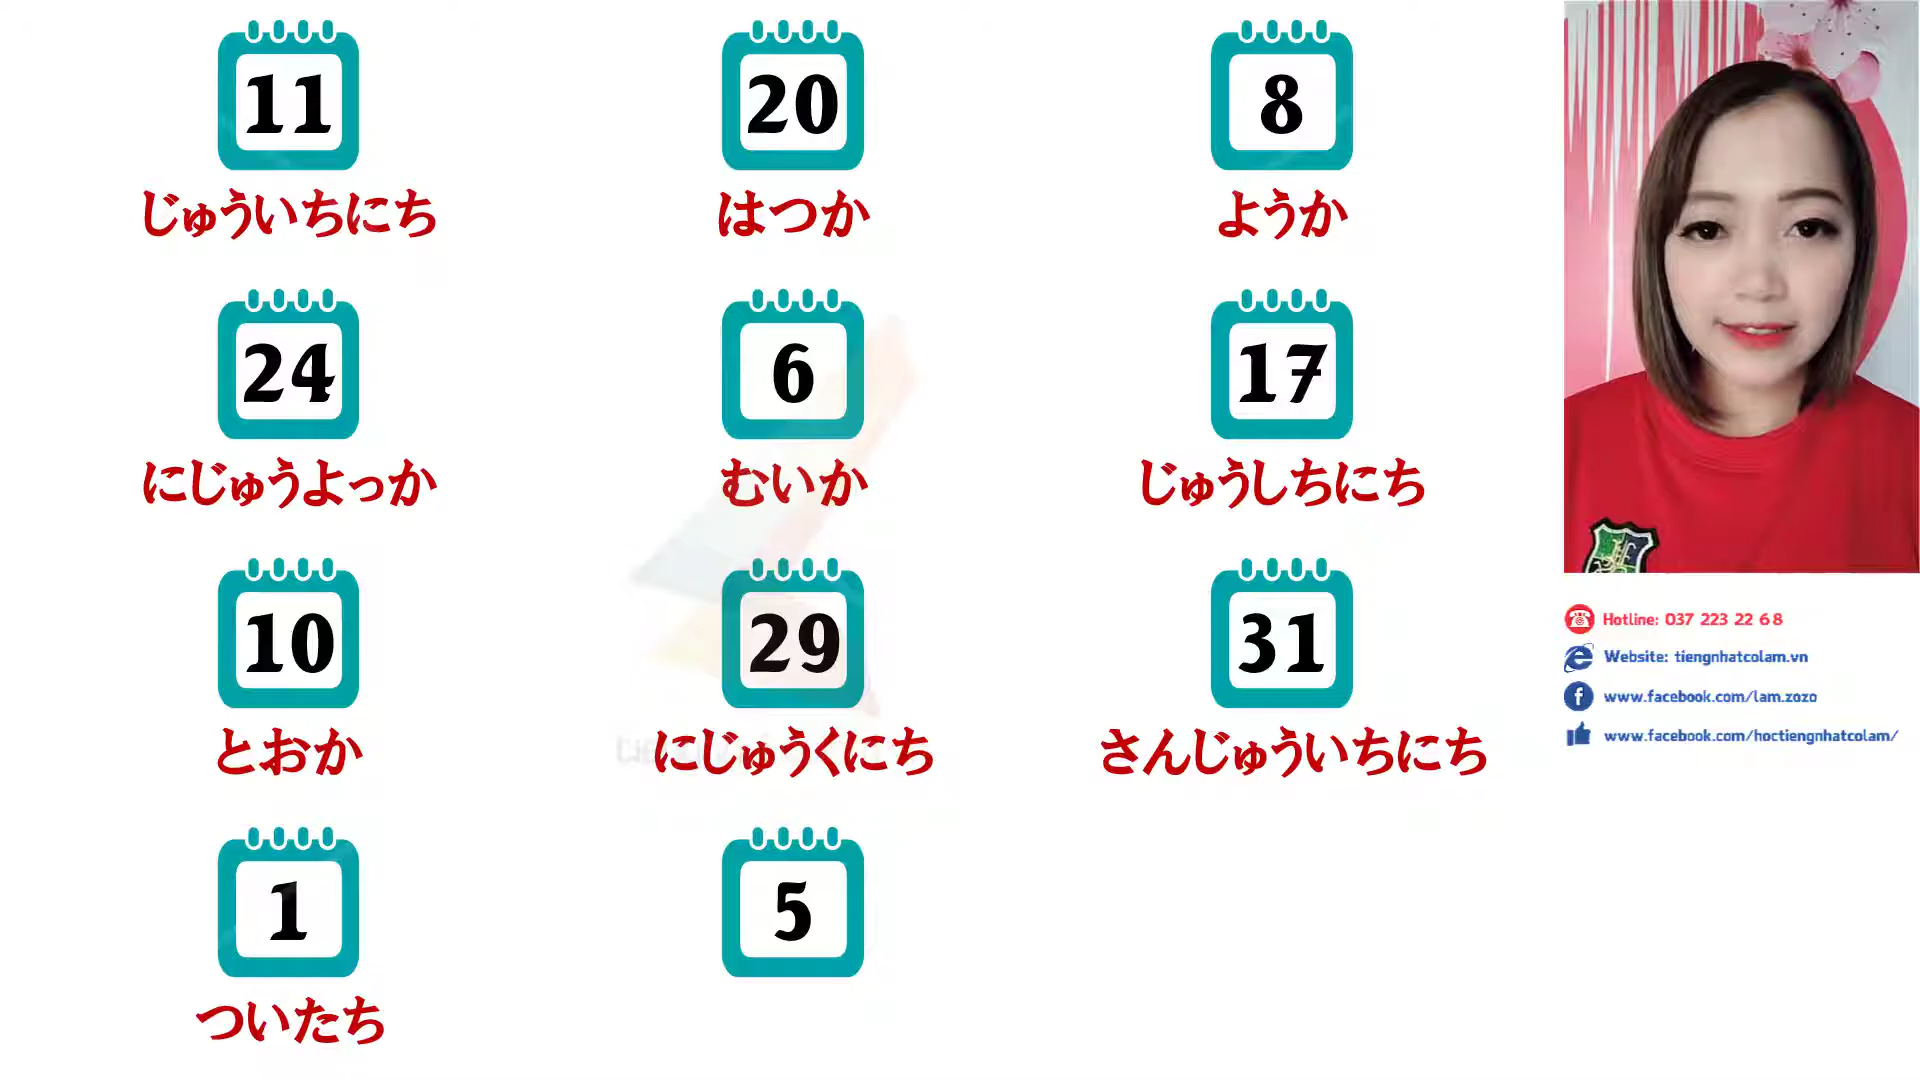 11
20
8
じゅういちにち
はつか
ようか
24
6
17
にじゅうよっか
むいか
じゅうしちにち
10
29
31
とおか
にじゅうくにち
さんじゅういちにち
1
5
ついたち
Hotline: 037 223 22 68
Website: tiengnhatcolam.vn
www.facebook.com/lam.zozo
www.facebook.com/hoctiengnhatcolam/